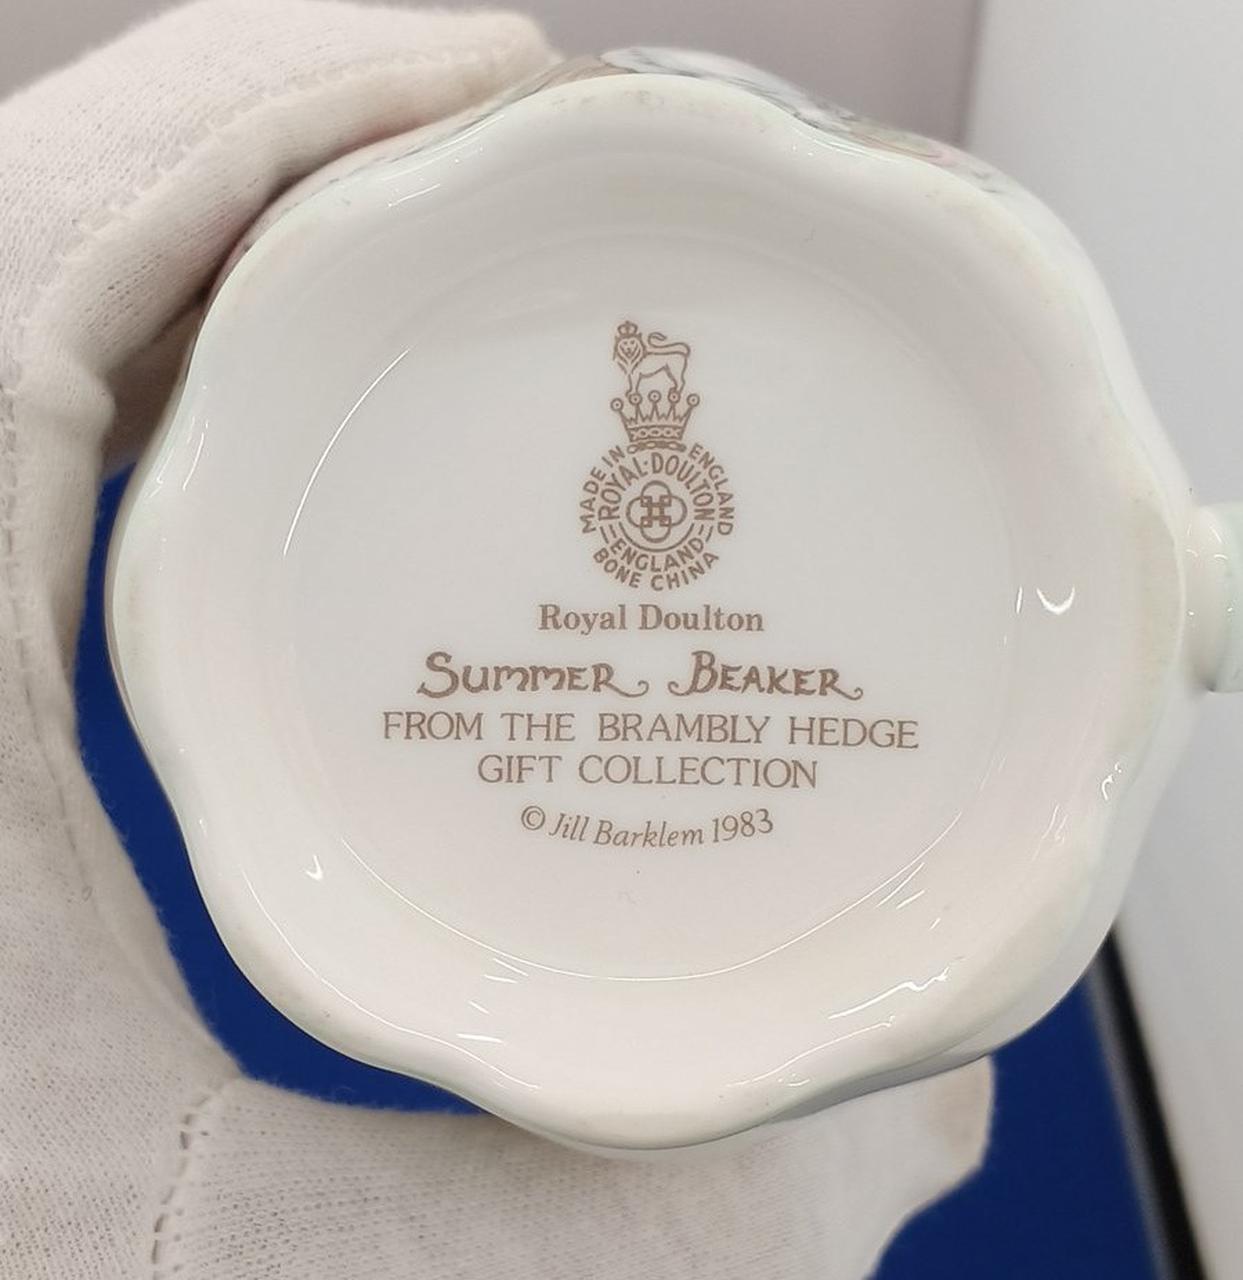 MADE IN ENGLAND
ROYAL·DOULTON
ENGLAND
BONE CHINA
Royal Doulton
SUMMER BEAKER
FROM THE BRAMBLY HEDGE
GIFT COLLECTION
© Jill Barklem 1983